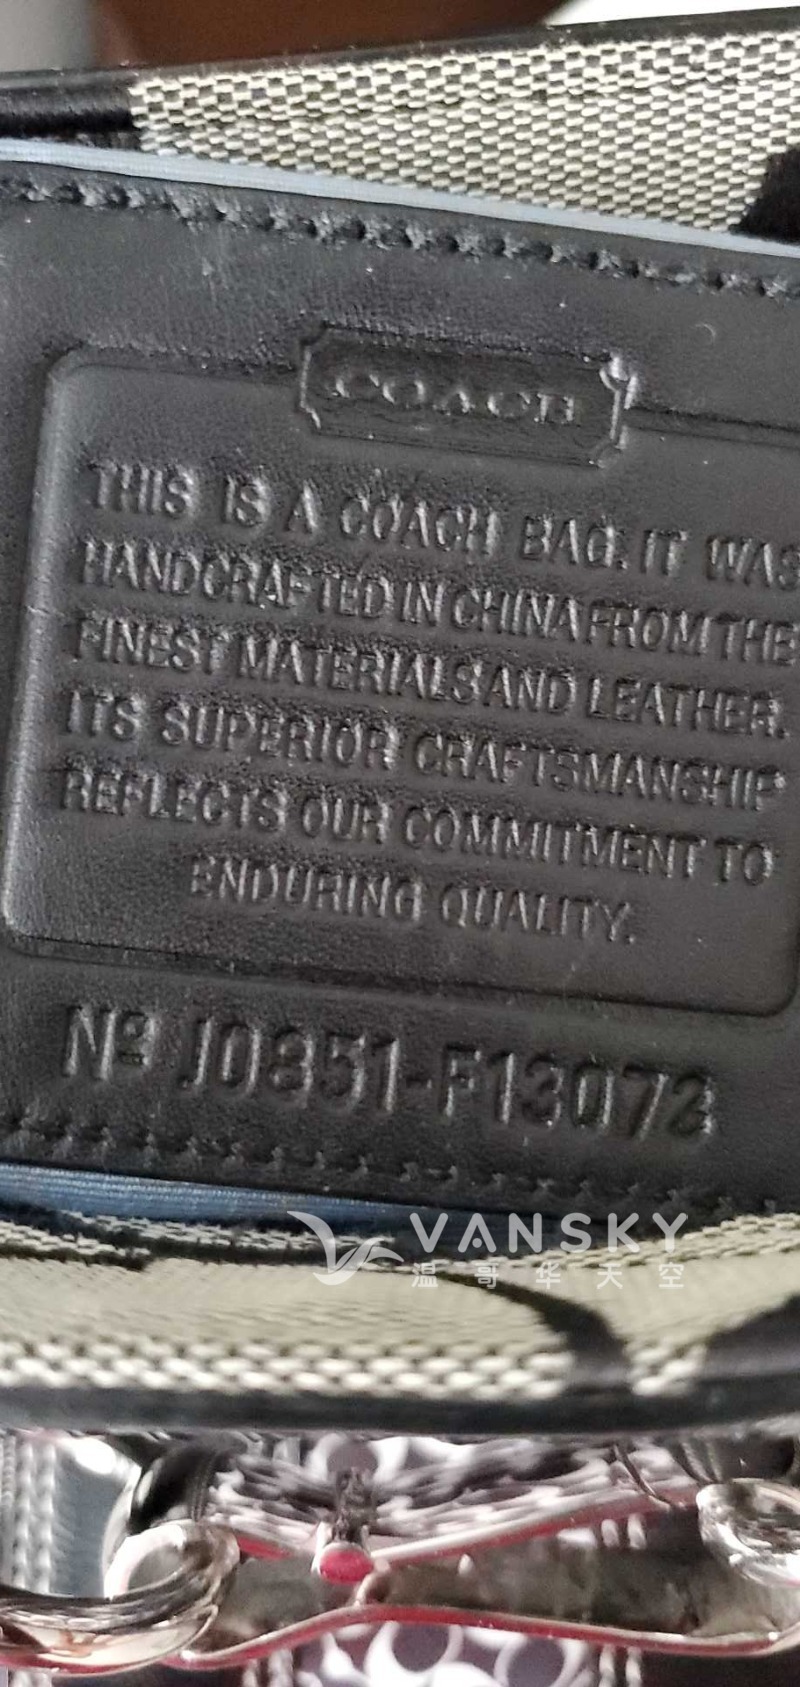 COACH
THIS IS A COACH BAG. IT WAS
HANDCRAFTED IN CHINA FROM THE
FINEST MATERIALS AND LEATHER.
ITS SUPERIOR CRAFTSMANSHIP
REFLECTS OUR COMMITMENT TO
ENDURING QUALITY.
Nº J0851-F13072
VANSKY
温哥华天空